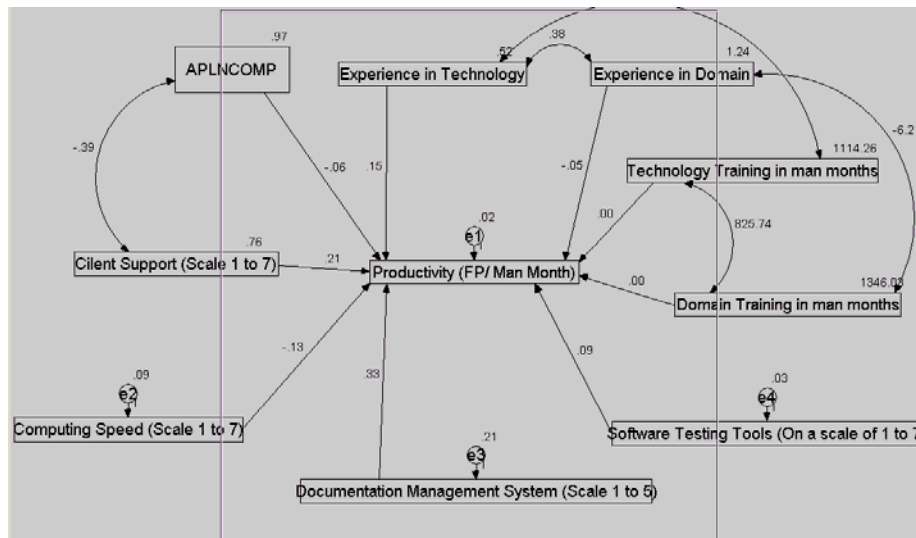 .97
APLNCOMP
.38
.52
Experience in Technology
1.24
Experience in Domain
-.39
-.06
.15
-.05
-6.2
1114.26
Technology Training in man months
.00
825.74
.02
e1
.76
Cilent Support (Scale 1 to 7)
.21
Productivity (FP/ Man Month)
.00
1346.03
Domain Training in man months
-.13
.33
.09
.09
e2
Computing Speed (Scale 1 to 7)
.03
e4
Software Testing Tools (On a scale of 1 to 7
.21
e3
Documentation Management System (Scale 1 to 5)